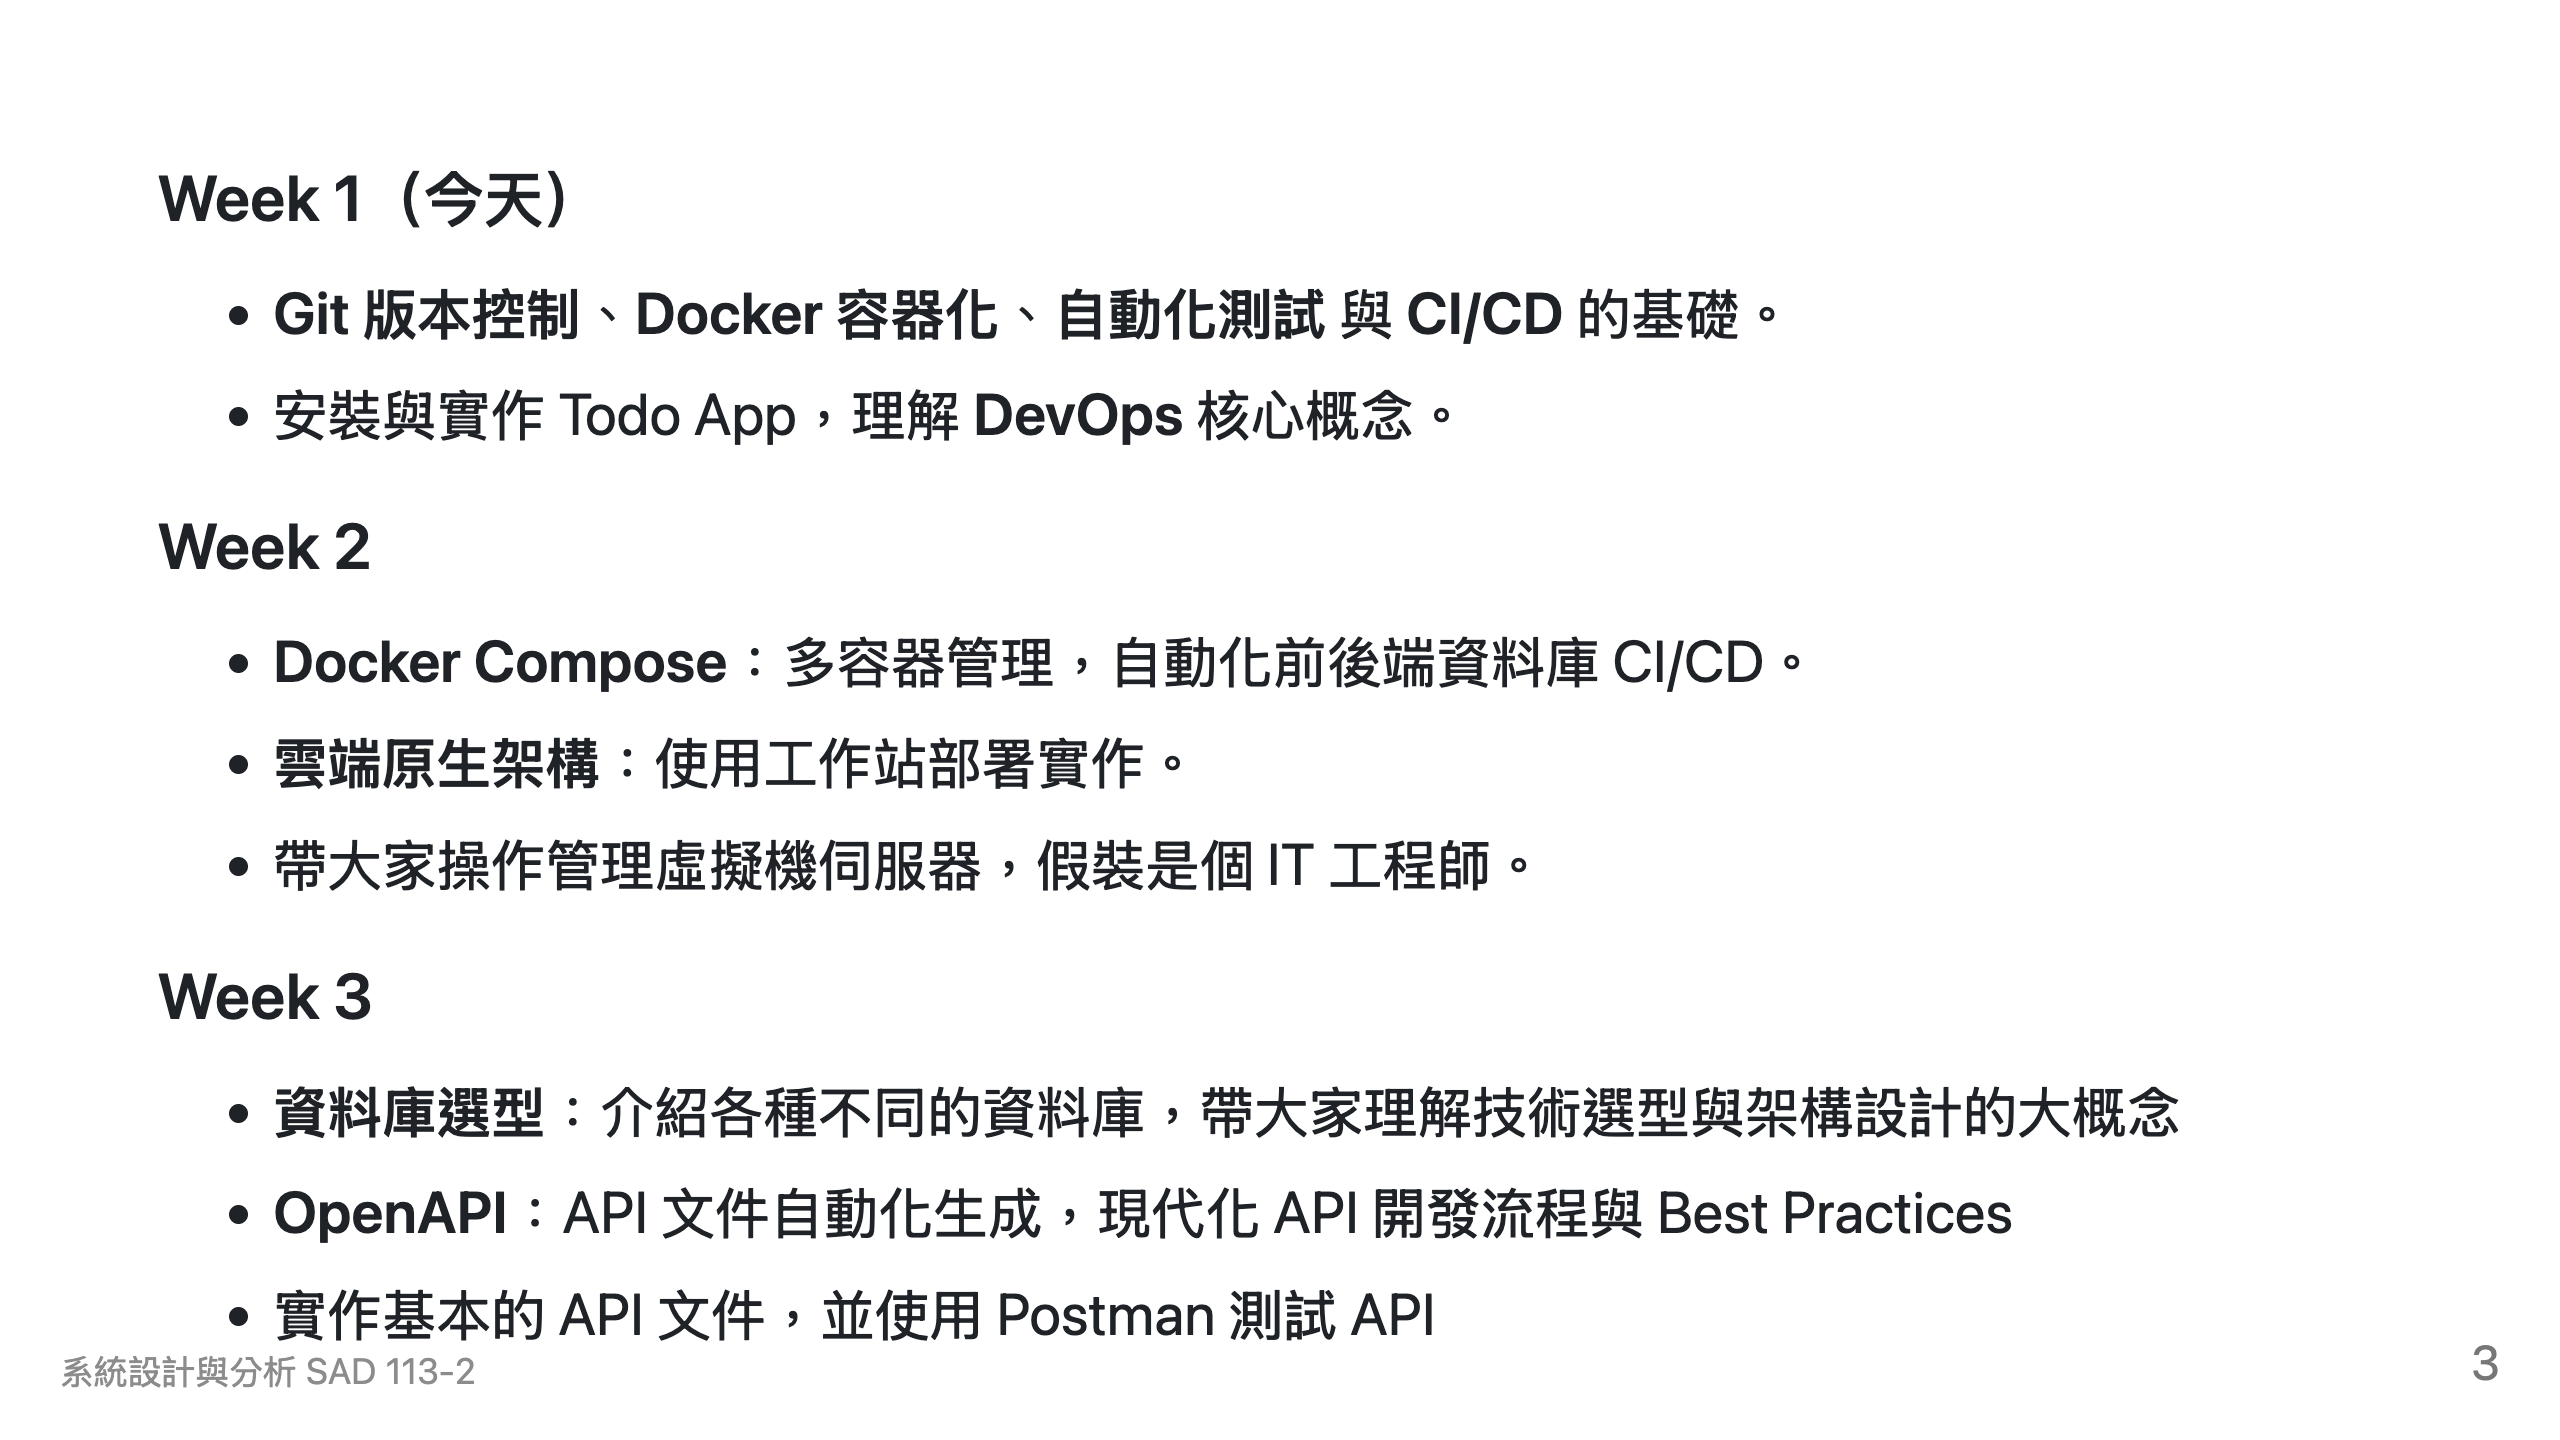 Week 1（今天）
• Git 版本控制、Docker 容器化、自動化測試 與 CI/CD 的基礎。
• 安裝與實作 Todo App，理解 DevOps 核心概念。
Week 2
• Docker Compose：多容器管理，自動化前後端資料庫 CI/CD。
• 雲端原生架構：使用工作站部署實作。
• 帶大家操作管理虛擬機伺服器，假裝是個 IT 工程師。
Week 3
• 資料庫選型：介紹各種不同的資料庫，帶大家理解技術選型與架構設計的大概念
• OpenAPI：API 文件自動化生成，現代化 API 開發流程與 Best Practices
• 實作基本的 API 文件，並使用 Postman 測試 API
系統設計與分析 SAD 113-2
3